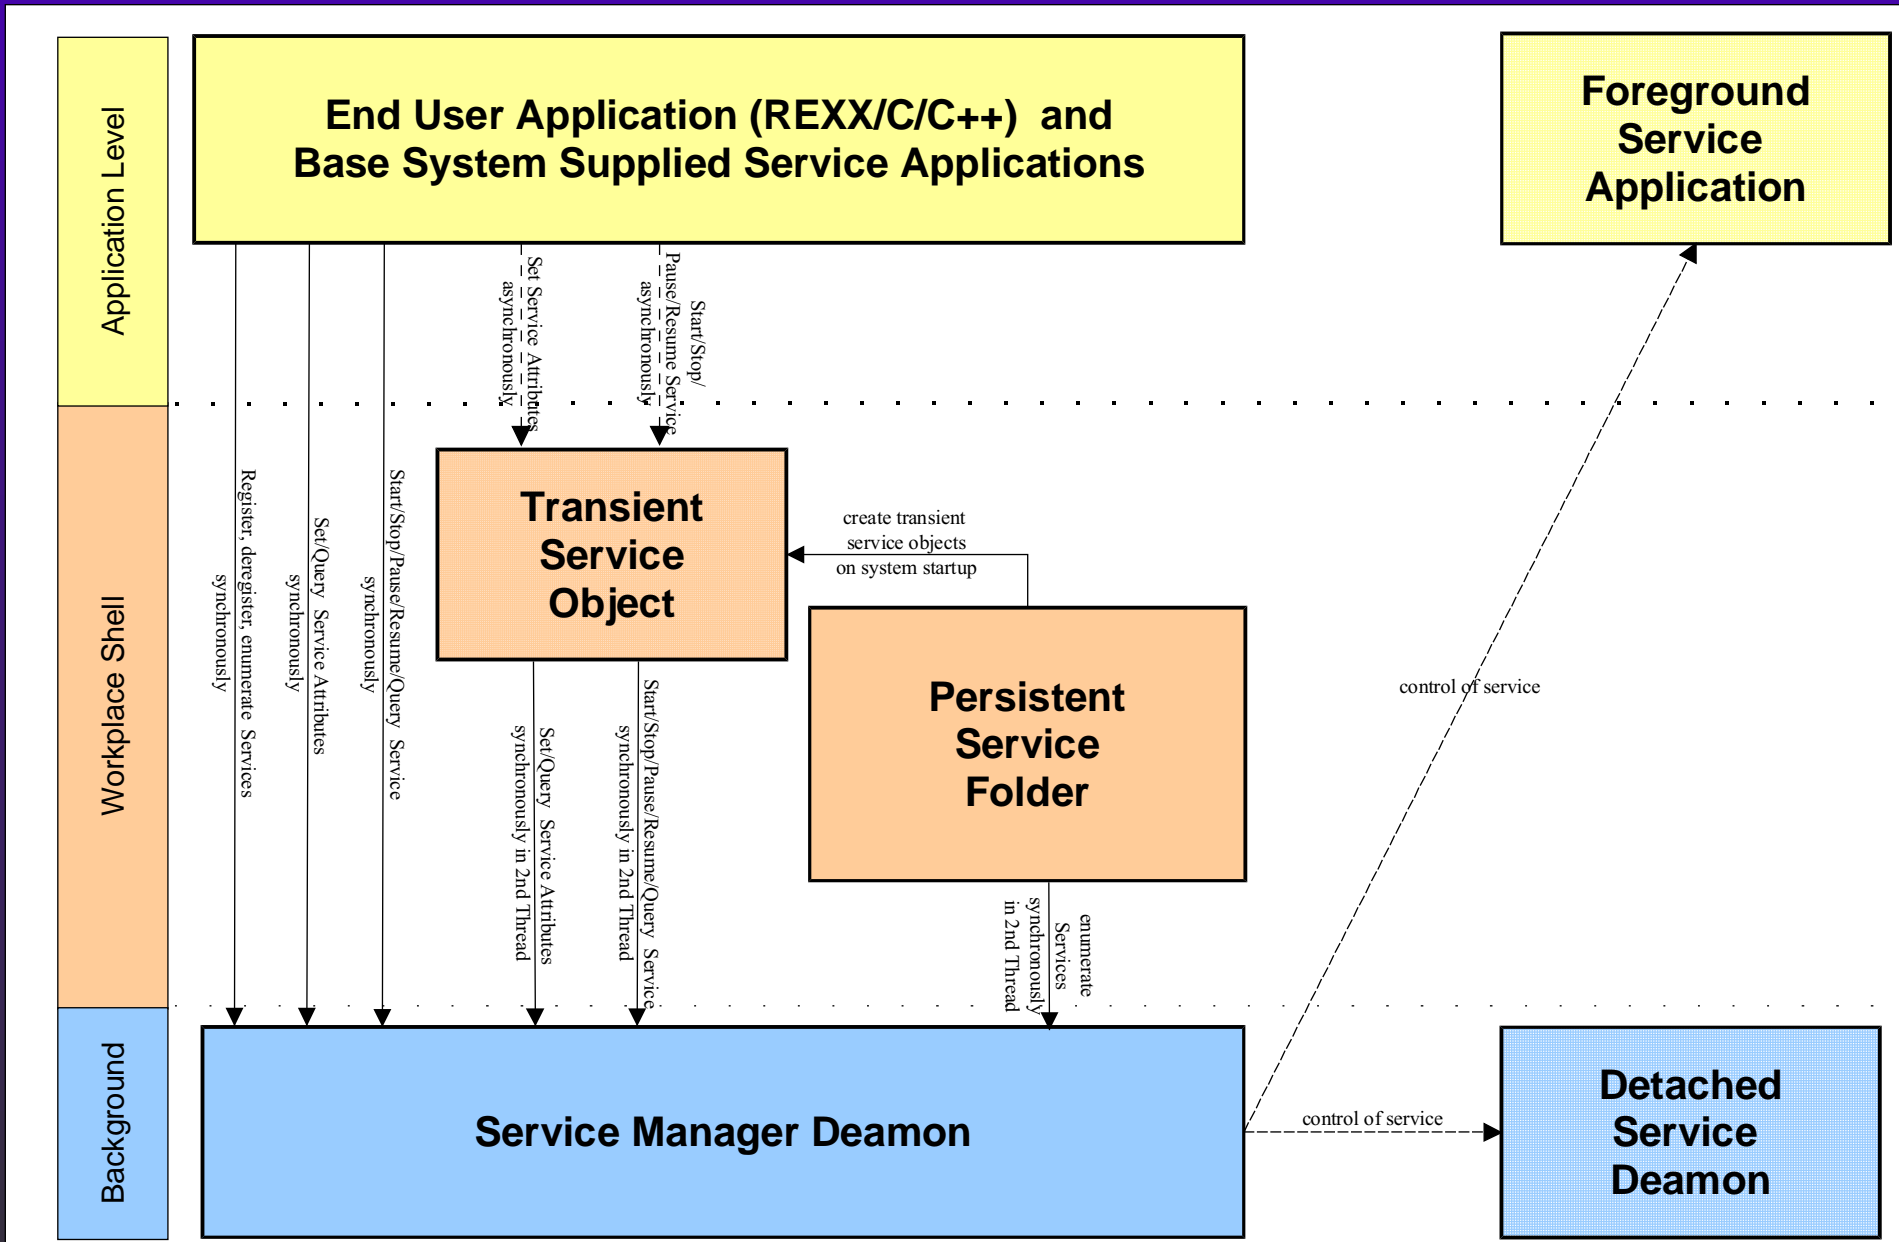 Application Level
End User Application (REXX/C/C++) and
Base System Supplied Service Applications
Foreground
Service
Application
Set Service Attributes
asynchronously
Start/Stop/
Pause/Resume Service
asynchronously
Workplace Shell
Register, deregister, enumerate Services
synchronously
Set/Query Service Attributes
synchronously
Start/Stop/Pause/Resume/Query Service
synchronously
Transient
Service
Object
create transient
service objects
on system startup
Persistent
Service
Folder
Set/Query Service Attributes
synchronously in 2nd Thread
Start/Stop/Pause/Resume/Query Service
synchronously in 2nd Thread
enumerate
Services
synchronously
in 2nd Thread
control of service
Background
Service Manager Deamon
control of service
Detached
Service
Deamon